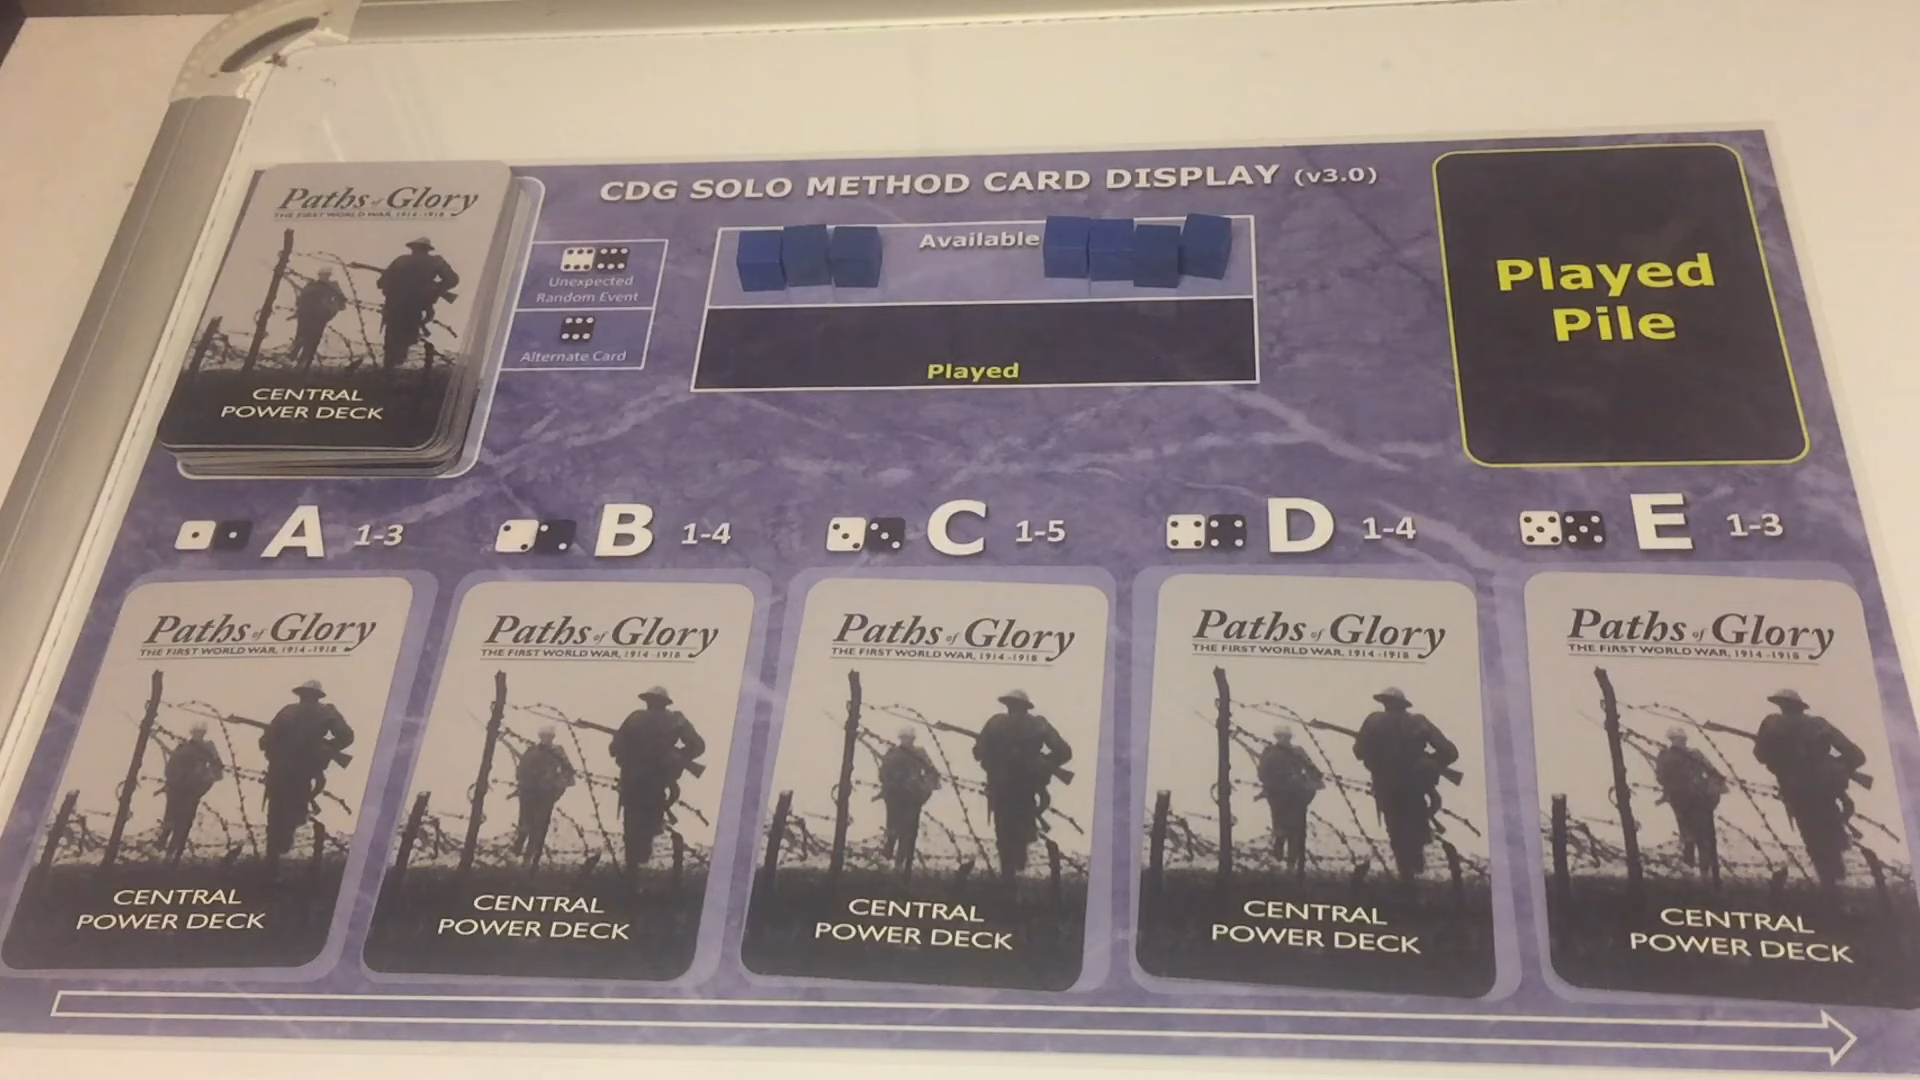 CDG SOLO METHOD CARD DISPLAY (v3.0)
Paths of Glory
THE FIRST WORLD WAR, 1914-1918
CENTRAL
POWER DECK
Unexpected
Random Event
Alternate Card
Available
Played
Played
Pile
A 1-3
B 1-4
C 1-5
D 1-4
E 1-3
Paths of Glory
THE FIRST WORLD WAR, 1914-1918
CENTRAL
POWER DECK
Paths of Glory
THE FIRST WORLD WAR, 1914-1918
CENTRAL
POWER DECK
Paths of Glory
THE FIRST WORLD WAR, 1914-1918
CENTRAL
POWER DECK
Paths of Glory
THE FIRST WORLD WAR, 1914-1918
CENTRAL
POWER DECK
Paths of Glory
THE FIRST WORLD WAR, 1914-1918
CENTRAL
POWER DECK